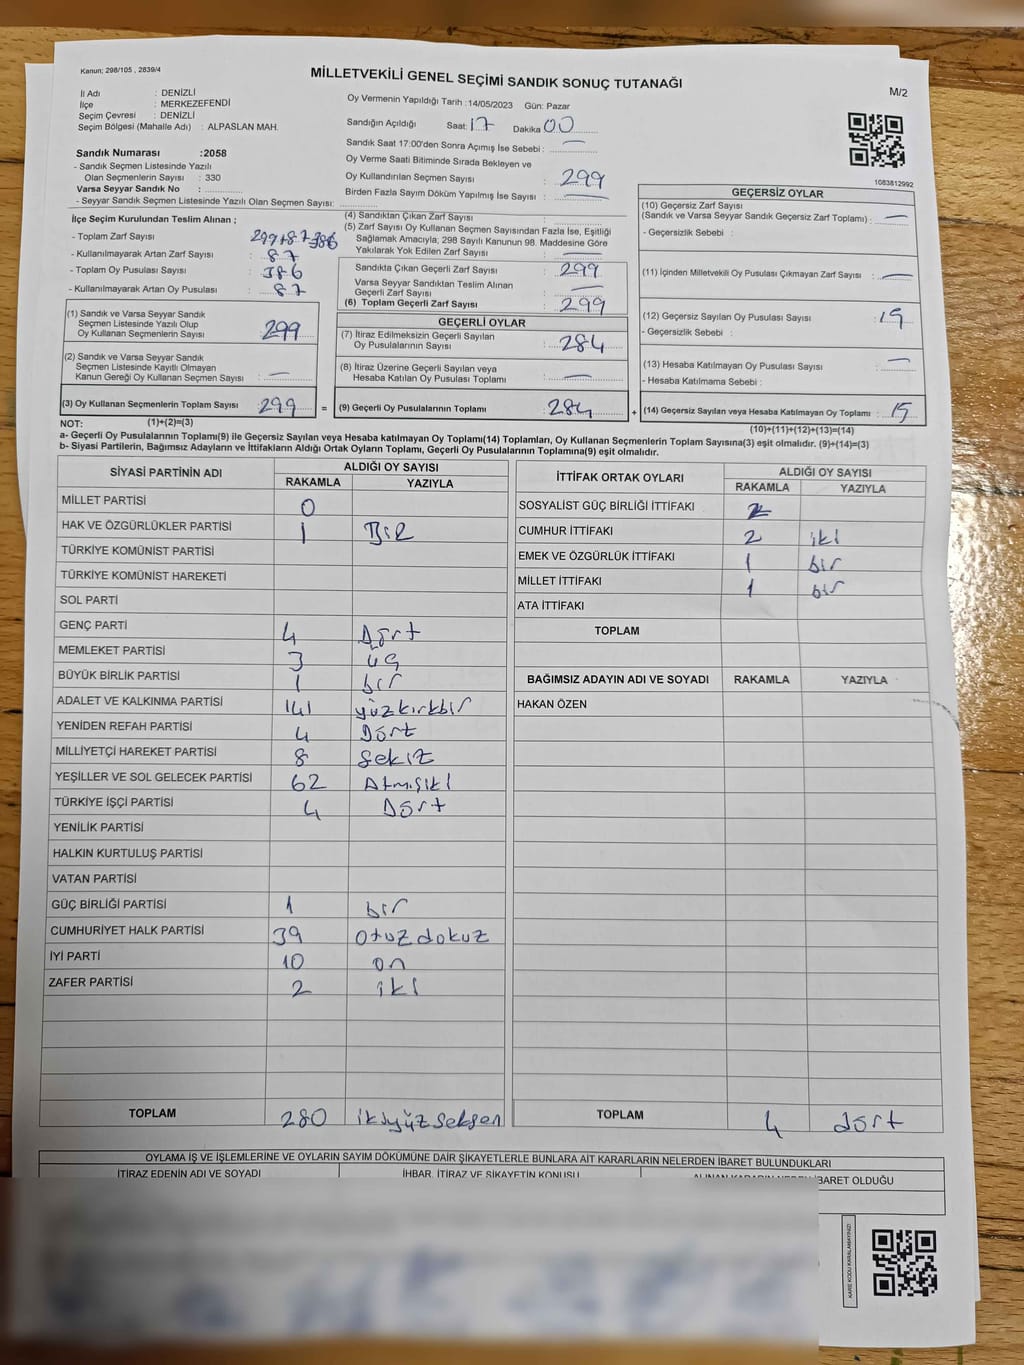 Kanun; 298/105 , 2839/4
MİLLETVEKİLİ GENEL SEÇİMİ SANDIK SONUÇ TUTANAĞI
M/2
İl Adı : DENİZLİ
İlçe : MERKEZEFENDİ
Seçim Çevresi : DENİZLİ
Seçim Bölgesi (Mahalle Adı) : ALPASLAN MAH.
Sandık Numarası :2058
- Sandık Seçmen Listesinde Yazılı
Olan Seçmenlerin Sayısı : 330
Varsa Seyyar Sandık No :
- Seyyar Sandık Seçmen Listesinde Yazılı Olan Seçmen Sayısı:
Oy Vermenin Yapıldığı Tarih :14/05/2023 Gün: Pazar
Sandığın Açıldığı Saat: 17 Dakika 00
Sandık Saat 17:00'den Sonra Açımış İse Sebebi : —
Oy Verme Saati Bitiminde Sırada Bekleyen ve
Oy Kullandırılan Seçmen Sayısı : 299
Birden Fazla Sayım Döküm Yapılmış İse Sayısı :
1083812992
İlçe Seçim Kurulundan Teslim Alınan ;
- Toplam Zarf Sayısı : 299+87 386
- Kullanılmayarak Artan Zarf Sayısı : 87
- Toplam Oy Pusulası Sayısı : 386
- Kullanılmayarak Artan Oy Pusulası : 87
(4) Sandıktan Çıkan Zarf Sayısı :
(5) Zarf Sayısı Oy Kullanan Seçmen Sayısından Fazla İse, Eşitliği
Sağlamak Amacıyla, 298 Sayılı Kanunun 98. Maddesine Göre
Yakılarak Yok Edilen Zarf Sayısı : —
Sandıkta Çıkan Geçerli Zarf Sayısı : 299
Varsa Seyyar Sandıktan Teslim Alınan
Geçerli Zarf Sayısı : —
(6) Toplam Geçerli Zarf Sayısı : 299
GEÇERSİZ OYLAR
(10) Geçersiz Zarf Sayısı
(Sandık ve Varsa Seyyar Sandık Geçersiz Zarf Toplamı) : —
- Geçersizlik Sebebi :
(11) İçinden Milletvekili Oy Pusulası Çıkmayan Zarf Sayısı : —
(12) Geçersiz Sayılan Oy Pusulası Sayısı : 15
- Geçersizlik Sebebi :
(13) Hesaba Katılmayan Oy Pusulası Sayısı : —
- Hesaba Katılmama Sebebi :
(1) Sandık ve Varsa Seyyar Sandık
Seçmen Listesinde Yazılı Olup
Oy Kullanan Seçmenlerin Sayısı : 299
(2) Sandık ve Varsa Seyyar Sandık
Seçmen Listesinde Kayıtlı Olmayan
Kanun Gereği Oy Kullanan Seçmen Sayısı : —
GEÇERLİ OYLAR
(7) İtiraz Edilmeksizin Geçerli Sayılan
Oy Pusulalarının Sayısı : 284
(8) İtiraz Üzerine Geçerli Sayılan veya
Hesaba Katılan Oy Pusulası Toplamı : —
(3) Oy Kullanan Seçmenlerin Toplam Sayısı : 299 = (9) Geçerli Oy Pusulalarının Toplamı : 284 + (14) Geçersiz Sayılan veya Hesaba Katılmayan Oy Toplamı : 15
NOT: (1)+(2)=(3) (10)+(11)+(12)+(13)=(14)
a- Geçerli Oy Pusulalarının Toplamı(9) ile Geçersiz Sayılan veya Hesaba katılmayan Oy Toplamı(14) Toplamları, Oy Kullanan Seçmenlerin Toplam Sayısına(3) eşit olmalıdır. (9)+(14)=(3)
b- Siyasi Partilerin, Bağımsız Adayların ve İttifakların Aldığı Ortak Oyların Toplamı, Geçerli Oy Pusulalarının Toplamına(9) eşit olmalıdır.
SİYASİ PARTİNİN ADI ALDIĞI OY SAYISI
RAKAMLA YAZIYLA
MİLLET PARTİSİ 0
HAK VE ÖZGÜRLÜKLER PARTİSİ 1 BİR
TÜRKİYE KOMÜNİST PARTİSİ
TÜRKİYE KOMÜNİST HAREKETİ
SOL PARTİ
GENÇ PARTİ 4 Dört
MEMLEKET PARTİSİ 3 üç
BÜYÜK BİRLİK PARTİSİ 1 bir
ADALET VE KALKINMA PARTİSİ 141 yüzkırkbir
YENİDEN REFAH PARTİSİ 4 Dört
MİLLİYETÇİ HAREKET PARTİSİ 8 Sekiz
YEŞİLLER VE SOL GELECEK PARTİSİ 62 Atmışiki
TÜRKİYE İŞÇİ PARTİSİ 4 Dört
YENİLİK PARTİSİ
HALKIN KURTULUŞ PARTİSİ
VATAN PARTİSİ
GÜÇ BİRLİĞİ PARTİSİ 1 bir
CUMHURİYET HALK PARTİSİ 39 otuzdokuz
İYİ PARTİ 10 on
ZAFER PARTİSİ 2 iki
TOPLAM 280 ikiyüzseksen
İTTİFAK ORTAK OYLARI ALDIĞI OY SAYISI
RAKAMLA YAZIYLA
SOSYALİST GÜÇ BİRLİĞİ İTTİFAKI
CUMHUR İTTİFAKI 2 iki
EMEK VE ÖZGÜRLÜK İTTİFAKI 1 bir
MİLLET İTTİFAKI 1 bir
ATA İTTİFAKI
TOPLAM
BAĞIMSIZ ADAYIN ADI VE SOYADI RAKAMLA YAZIYLA
HAKAN ÖZEN
TOPLAM 4 dört
OYLAMA İŞ VE İŞLEMLERİNE VE OYLARIN SAYIM DÖKÜMÜNE DAİR ŞİKAYETLERLE BUNLARA AİT KARARLARIN NELERDEN İBARET BULUNDUKLARI
İTİRAZ EDENİN ADI VE SOYADI İHBAR, İTİRAZ VE ŞİKAYETİN KONUSU ALINAN KARARIN NEDEN İBARET OLDUĞU
KARE KODU KARALAMAYINIZ!